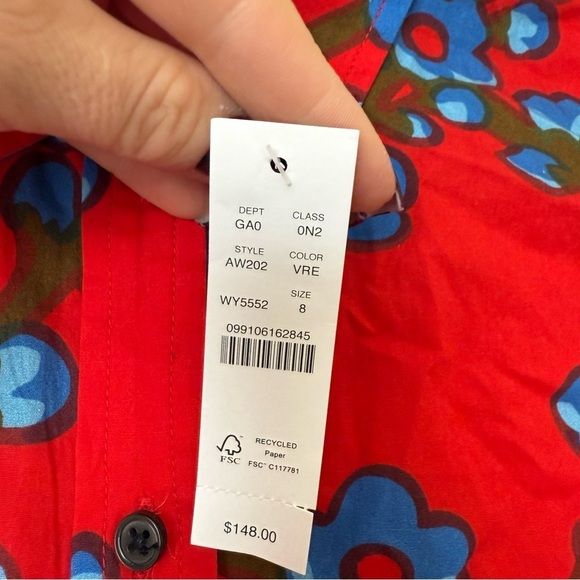 DEPT CLASS
GA0 0N2
STYLE COLOR
AW202 VRE
SIZE
WY5552 8
099106162845
RECYCLED
Paper
FSC FSC™ C117781
$148.00